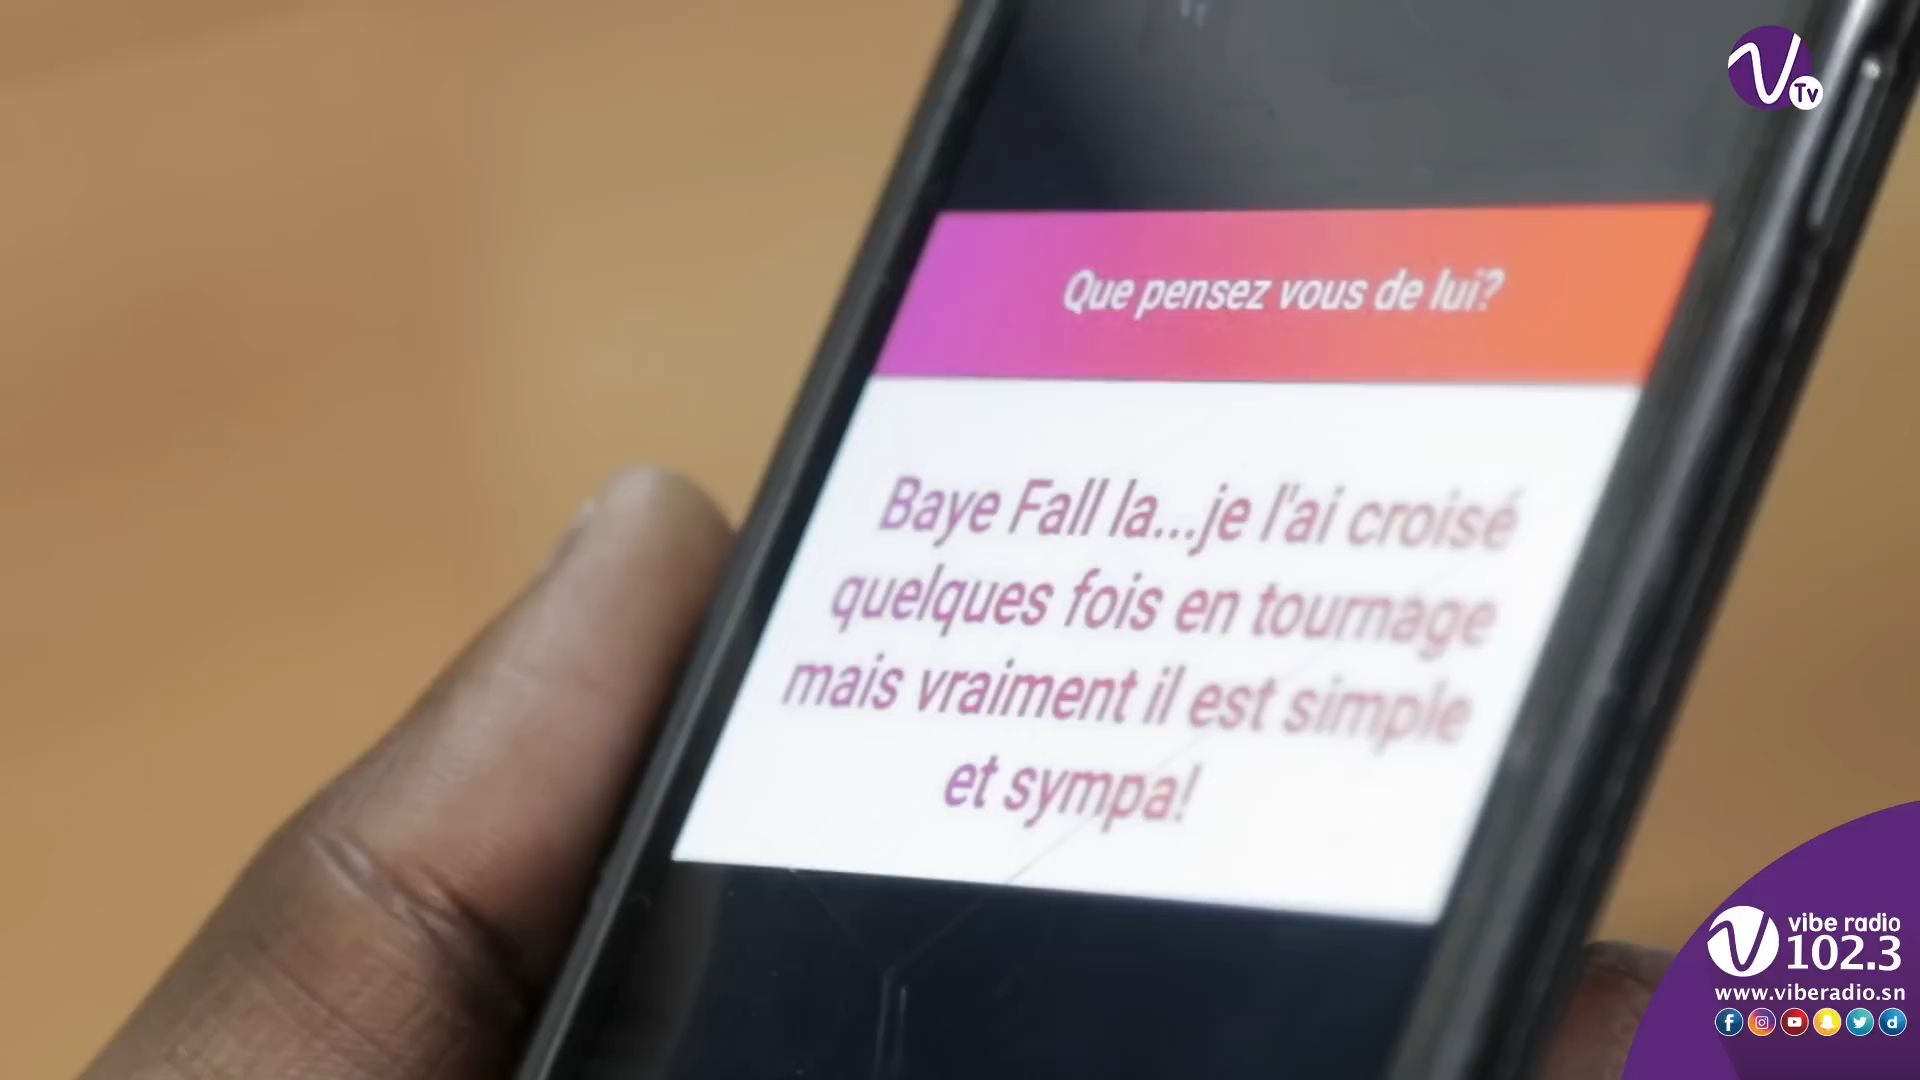 Tv
Que pensez vous de lui?
Baye Fall la...je l'ai croisé
quelques fois en tournage
mais vraiment il est simple
et sympa!
vibe radio
102.3
www.viberadio.sn